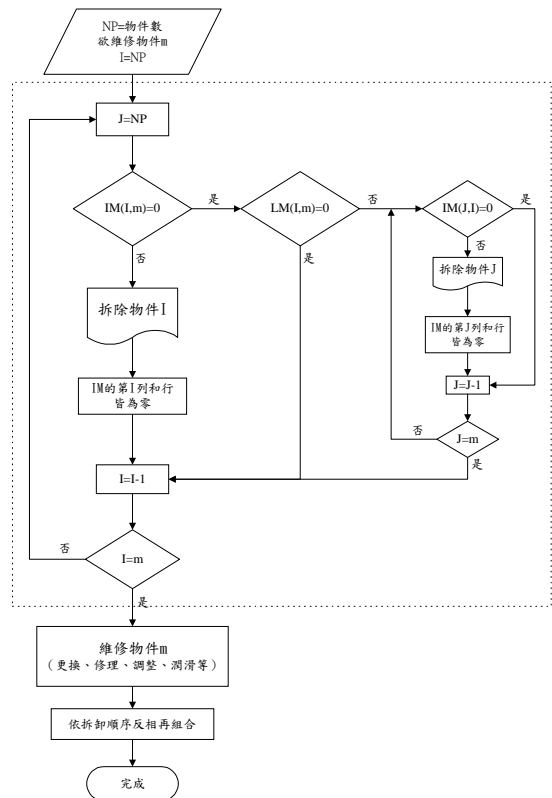 NP=物件數
欲維修物件m
I=NP
J=NP
IM(I,m)=0
是
LM(I,m)=0
否
IM(J,I)=0
是
否
是
否
拆除物件J
拆除物件I
IM的第J列和行
皆為零
IM的第I列和行
皆為零
J=J-1
否
J=m
是
I=I-1
否
I=m
是
維修物件m
(更換、修理、調整、潤滑等)
依拆卸順序反相再組合
完成